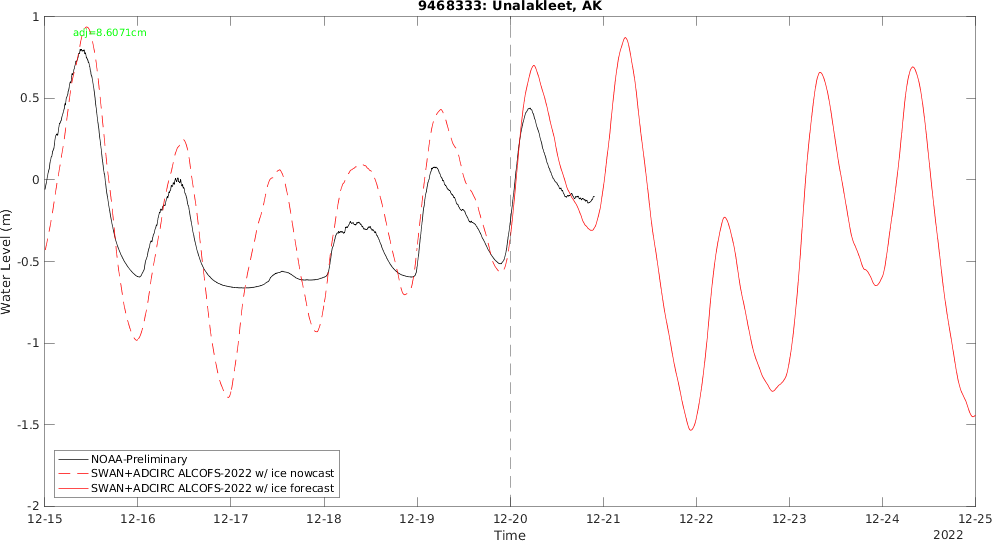 9468333: Unalakleet, AK
adj=8.6071cm
1
0.5
0
-0.5
-1
-1.5
-2
Water Level (m)
NOAA-Preliminary
SWAN+ADCIRC ALCOFS-2022 w/ ice nowcast
SWAN+ADCIRC ALCOFS-2022 w/ ice forecast
12-15 12-16 12-17 12-18 12-19 12-20 12-21 12-22 12-23 12-24 12-25
Time
2022